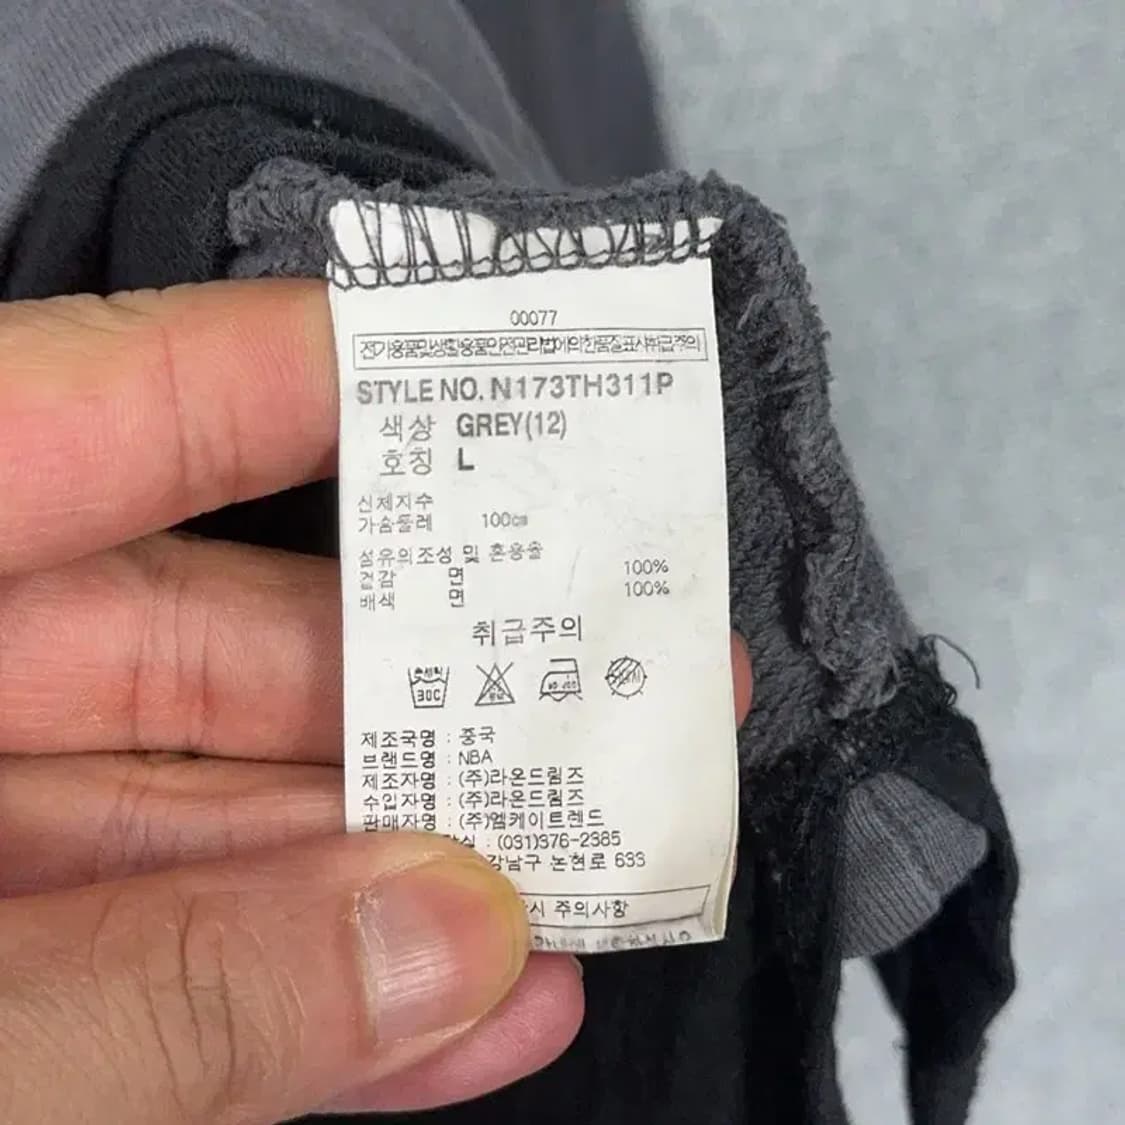 00077
전기용품및생활용품안전관리법에의한품질표시취급주의
STYLE NO. N173TH311P
색상 GREY(12)
호칭 L
신체치수
가슴둘레 100cm
섬유의조성 및 혼용율
겉감 면 100%
배색 면 100%
취급주의
손세탁
30C
제조국명 : 중국
브랜드명 : NBA
제조자명 : (주)라온드림즈
수입자명 : (주)라온드림즈
판매자명 : (주)엠케이트렌드
: (031)376-2385
강남구 논현로 633
시 주의사항